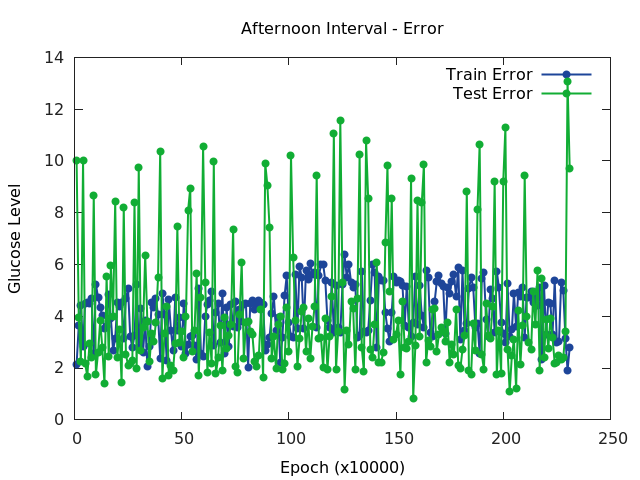 Afternoon Interval - Error
Train Error
Test Error
14
12
10
8
6
4
2
0
Glucose Level
0 50 100 150 200 250
Epoch (x10000)